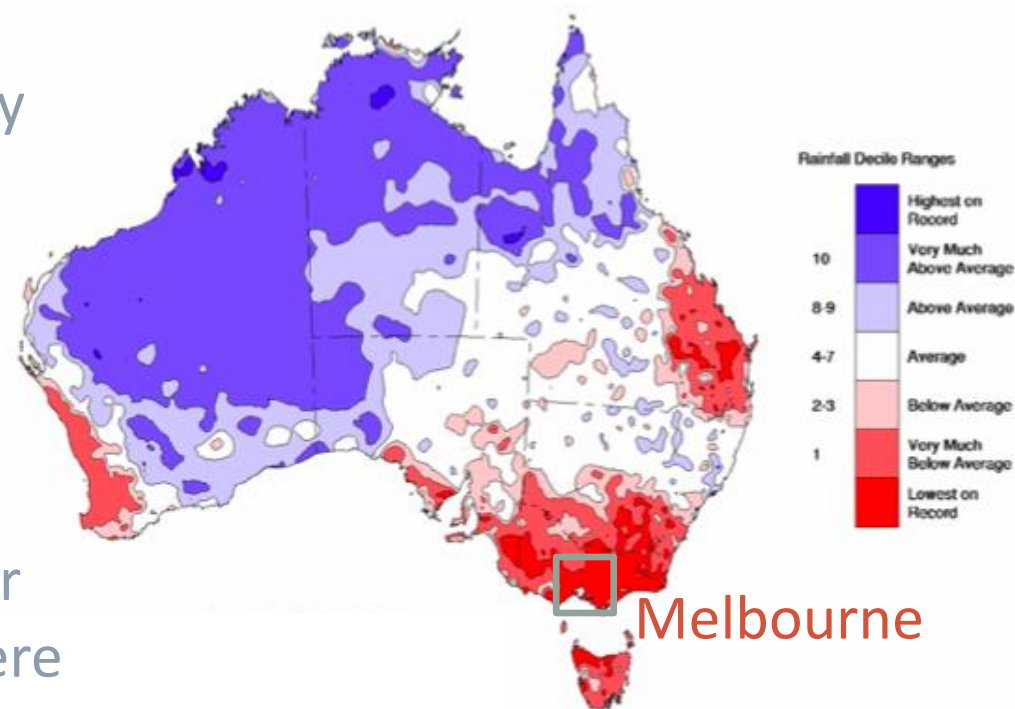 y
r
ere
Melbourne
Rainfall Decile Ranges
Highest on
Record
10
Very Much
Above Average
8-9
Above Average
4-7
Average
2-3
Below Average
1
Very Much
Below Average
Lowest on
Record